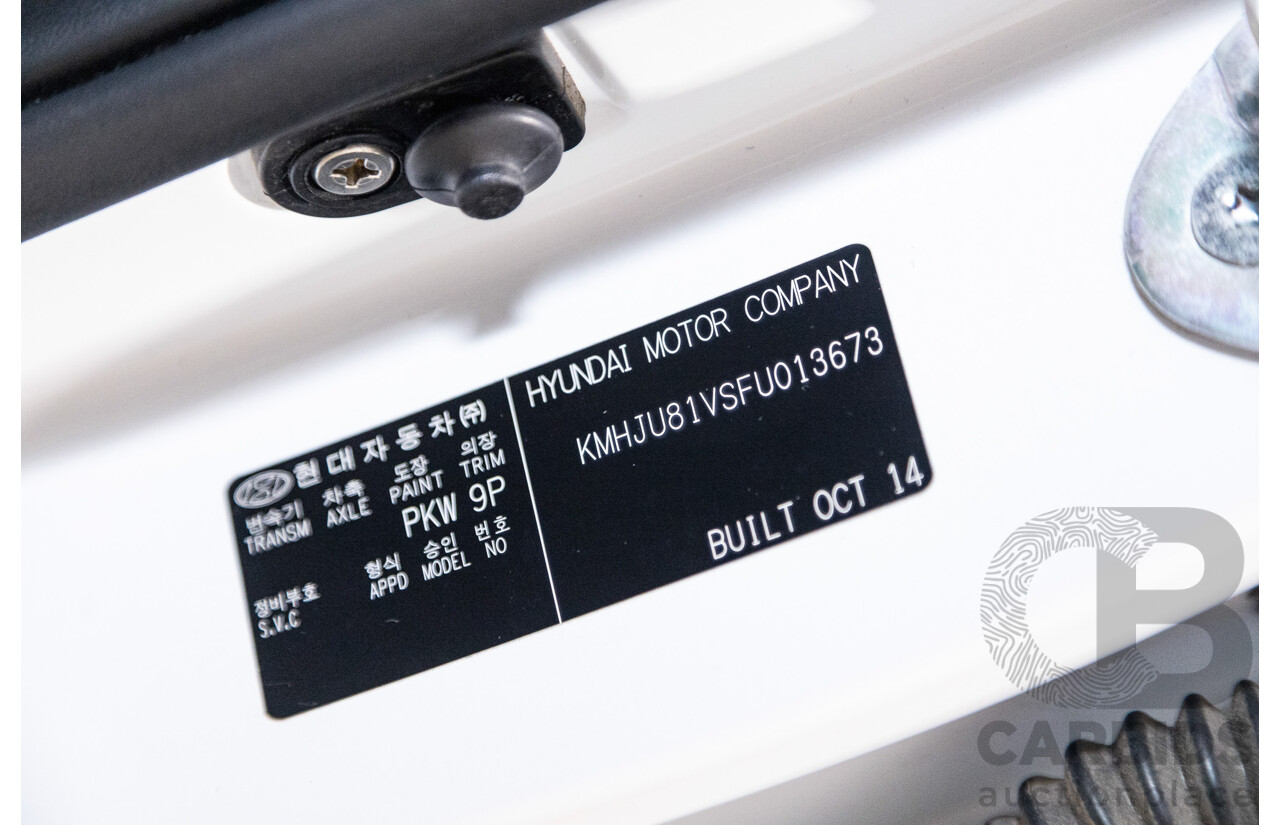 현대자동차㈜
변속기 차축 도장 의장
TRANSM AXLE PAINT TRIM
PKW 9P
형식 승인 번호
APPD MODEL NO
정비부호
S.V.C
HYUNDAI MOTOR COMPANY
KMHJU81VSFU013673
BUILT OCT 14
CB
CARBIDS
auctionplace